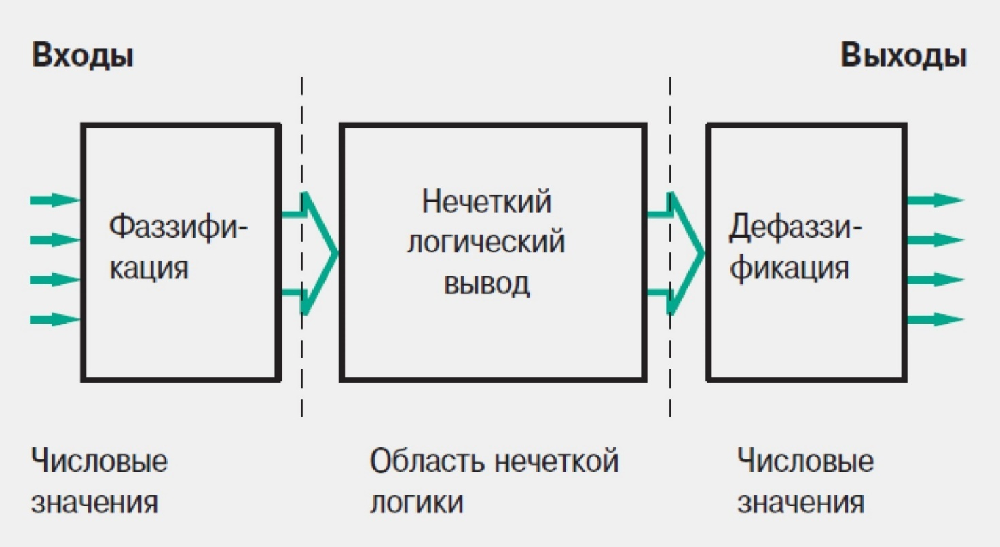 Входы
Выходы
Фаззифи-
кация
Нечеткий
логический
вывод
Дефаззи-
фикация
Числовые
значения
Область нечеткой
логики
Числовые
значения